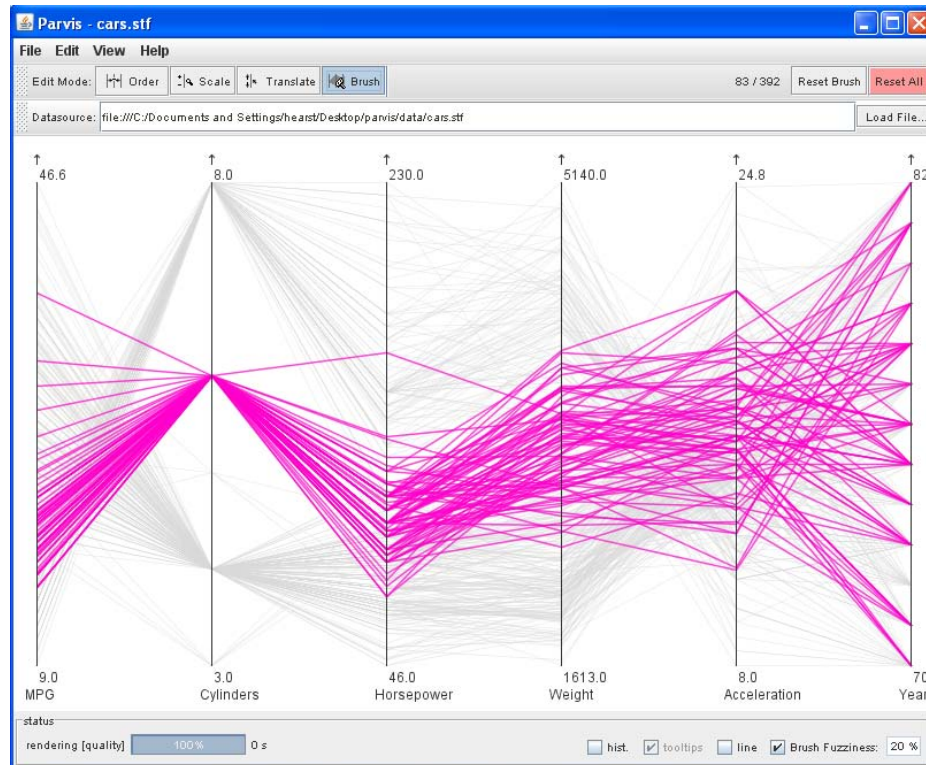 Parvis - cars.stf
File Edit View Help
Edit Mode: Order Scale Translate Brush 83 / 392 Reset Brush Reset All
Datasource: file:///C:/Documents and Settings/hearst/Desktop/parvis/data/cars.stf Load File...
46.6 8.0 230.0 5140.0 24.8 82
9.0 3.0 46.0 1613.0 8.0 70
MPG Cylinders Horsepower Weight Acceleration Year
status
rendering [quality] 100% 0 s hist. tooltips line Brush Fuzziness: 20 %